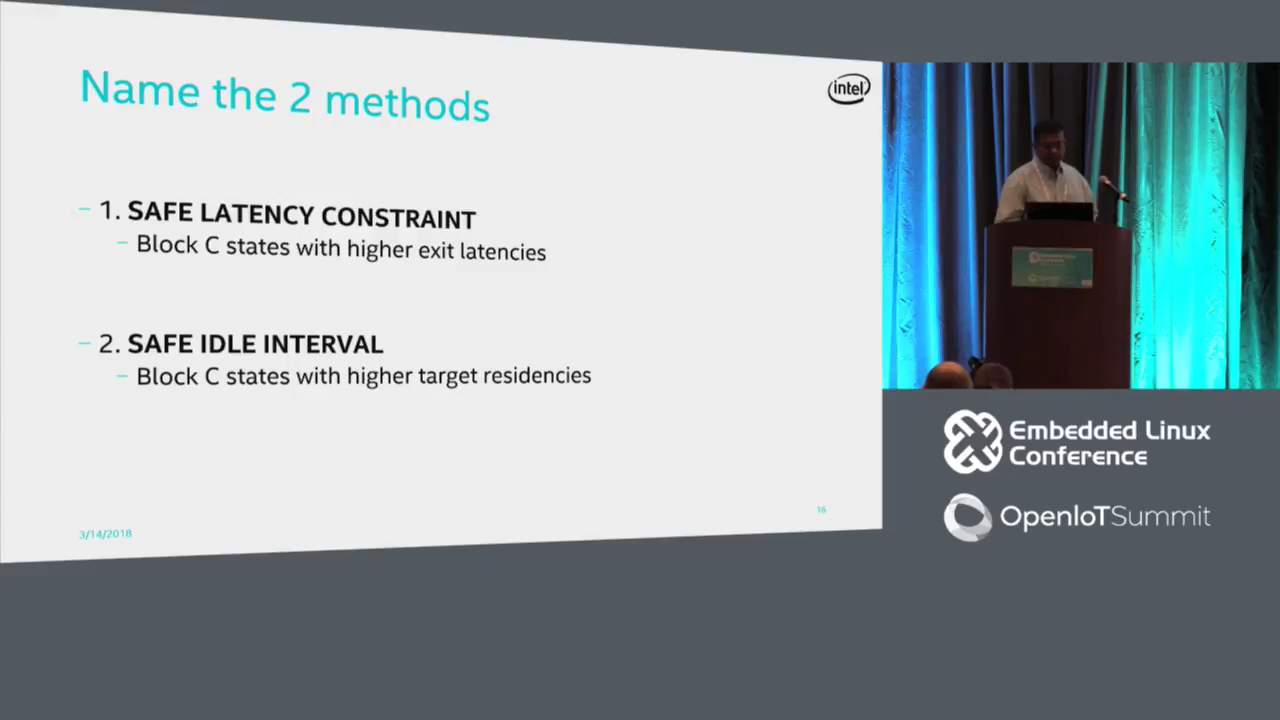 Name the 2 methods
intel
– 1. SAFE LATENCY CONSTRAINT
– Block C states with higher exit latencies
– 2. SAFE IDLE INTERVAL
– Block C states with higher target residencies
3/14/2018
16
Embedded Linux
Conference
OpenIoTSummit